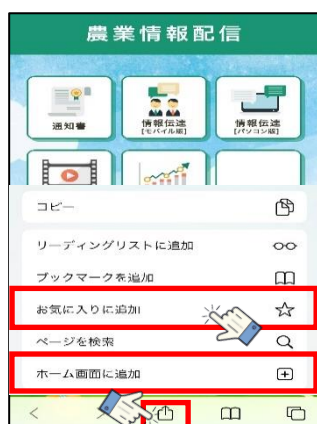 農業情報配信
通知書
情報伝達
【モバイル版】
情報伝達
【パソコン版】
コピー
リーディングリストに追加
ブックマークを追加
お気に入りに追加
ページを検索
ホーム画面に追加